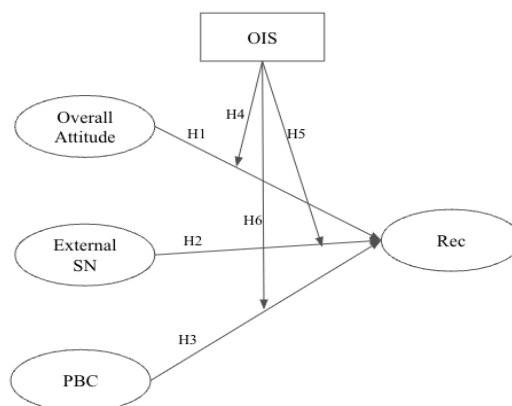 OIS
Overall
Attitude
H1
H4
H5
H6
External
SN
H2
Rec
H3
PBC